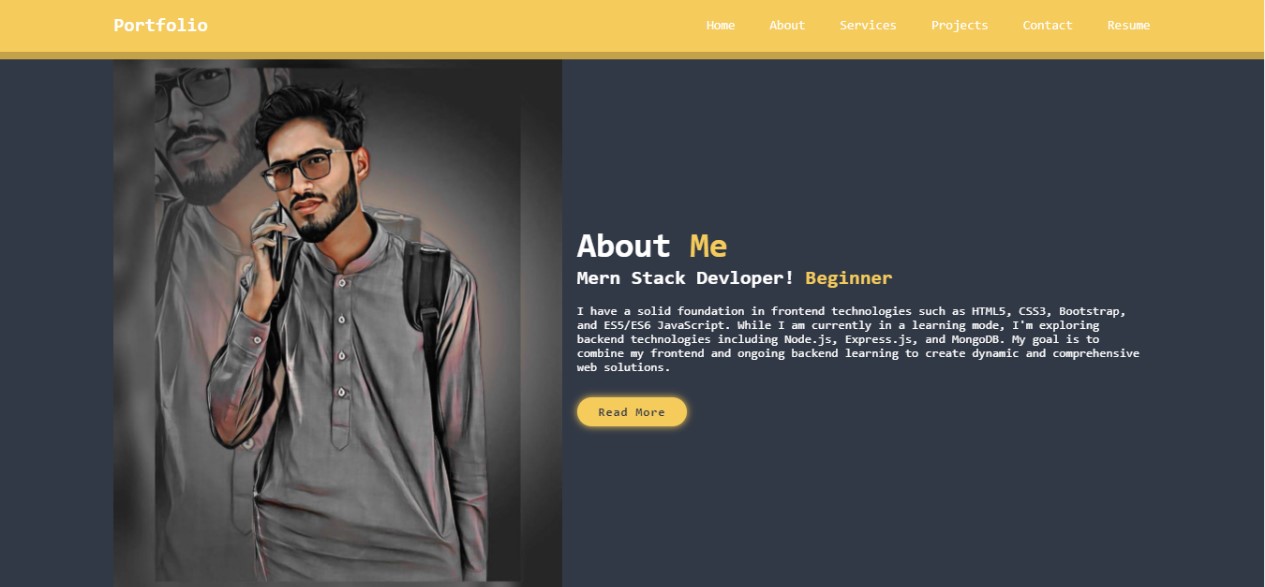 Portfolio
Home About Services Projects Contact Resume
About Me
Mern Stack Devloper! Beginner
I have a solid foundation in frontend technologies such as HTML5, CSS3, Bootstrap,
and ES5/ES6 JavaScript. While I am currently in a learning mode, I'm exploring
backend technologies including Node.js, Express.js, and MongoDB. My goal is to
combine my frontend and ongoing backend learning to create dynamic and comprehensive
web solutions.
Read More